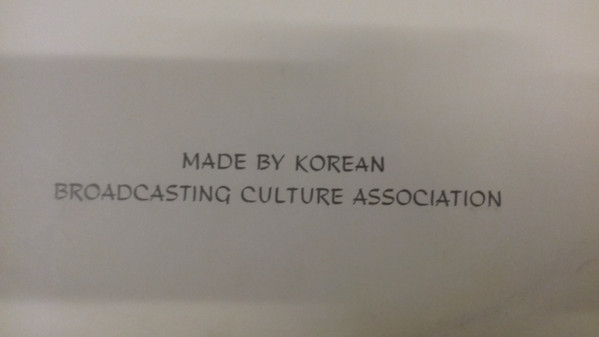 MADE BY KOREAN
BROADCASTING CULTURE ASSOCIATION